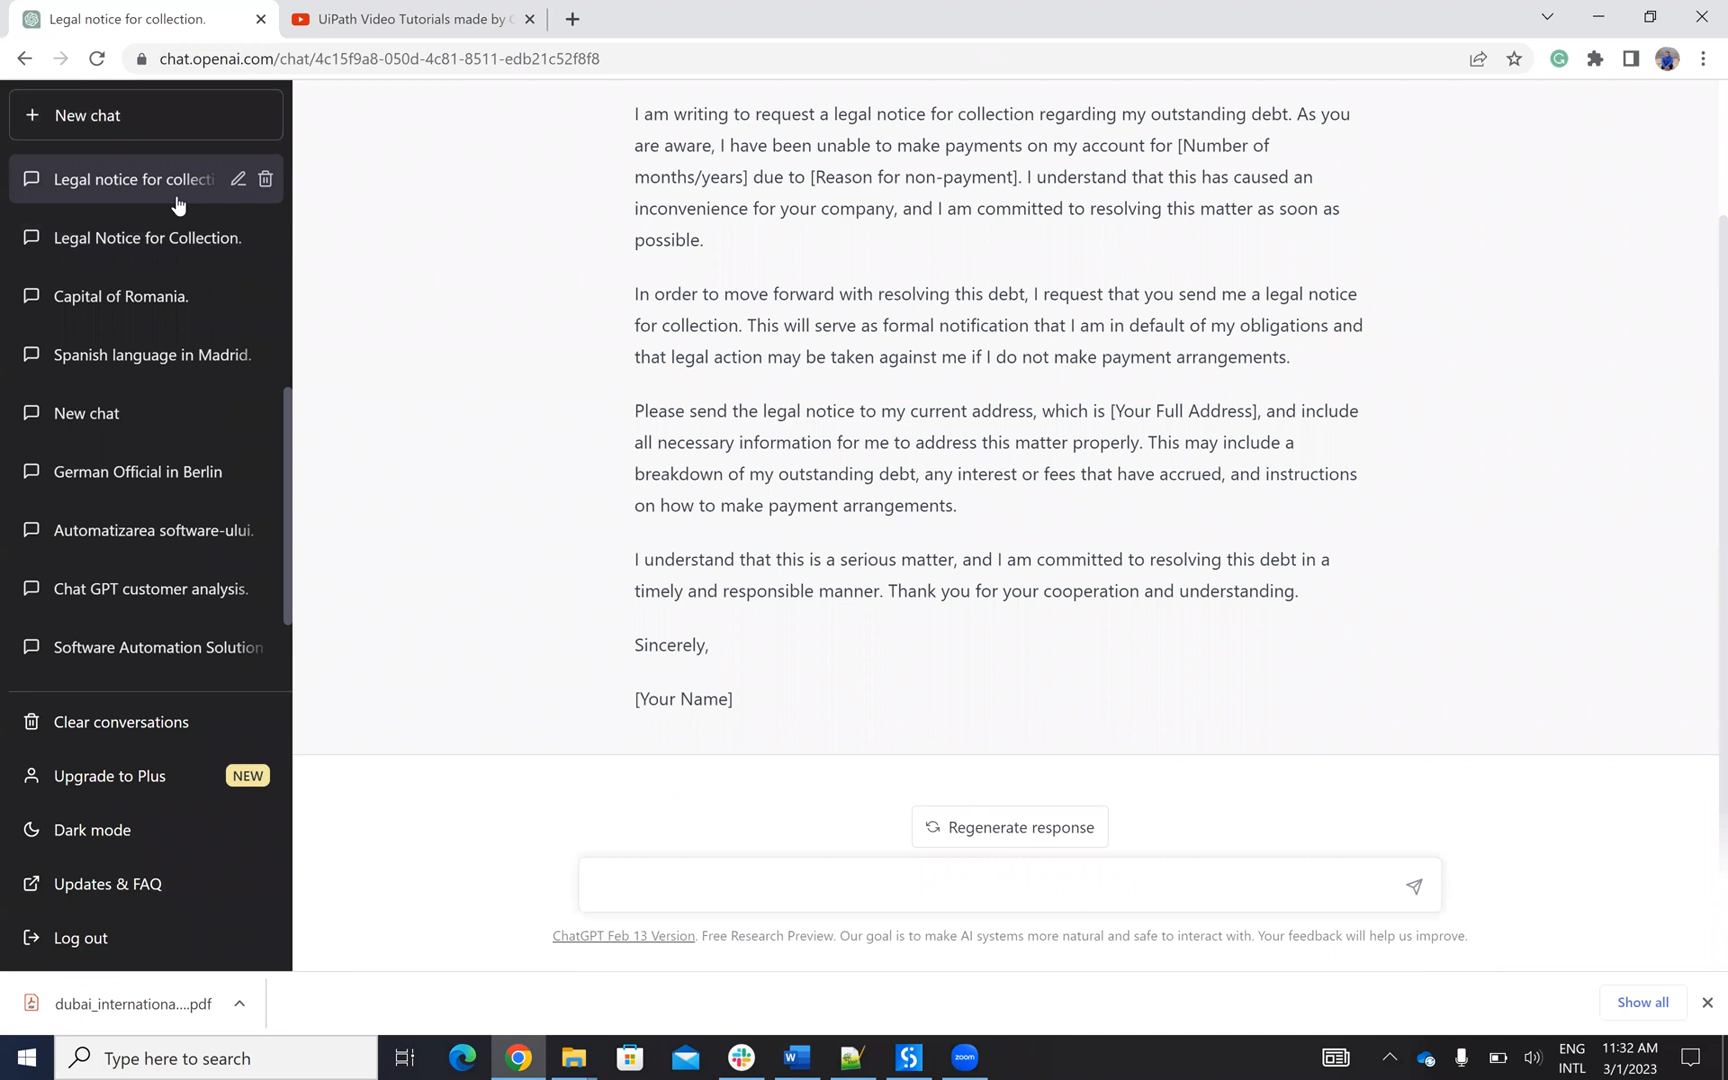 Legal notice for collection.
UiPath Video Tutorials made by
chat.openai.com/chat/4c15f9a8-050d-4c81-8511-edb21c52f8f8
New chat
Legal notice for collecti
Legal Notice for Collection.
Capital of Romania.
Spanish language in Madrid.
New chat
German Official in Berlin
Automatizarea software-ului.
Chat GPT customer analysis.
Software Automation Solution
Clear conversations
Upgrade to Plus NEW
Dark mode
Updates & FAQ
Log out
I am writing to request a legal notice for collection regarding my outstanding debt. As you
are aware, I have been unable to make payments on my account for [Number of
months/years] due to [Reason for non-payment]. I understand that this has caused an
inconvenience for your company, and I am committed to resolving this matter as soon as
possible.
In order to move forward with resolving this debt, I request that you send me a legal notice
for collection. This will serve as formal notification that I am in default of my obligations and
that legal action may be taken against me if I do not make payment arrangements.
Please send the legal notice to my current address, which is [Your Full Address], and include
all necessary information for me to address this matter properly. This may include a
breakdown of my outstanding debt, any interest or fees that have accrued, and instructions
on how to make payment arrangements.
I understand that this is a serious matter, and I am committed to resolving this debt in a
timely and responsible manner. Thank you for your cooperation and understanding.
Sincerely,
[Your Name]
Regenerate response
ChatGPT Feb 13 Version. Free Research Preview. Our goal is to make AI systems more natural and safe to interact with. Your feedback will help us improve.
dubai_internationa....pdf
Show all
Type here to search
zoom
ENG
INTL
11:32 AM
3/1/2023